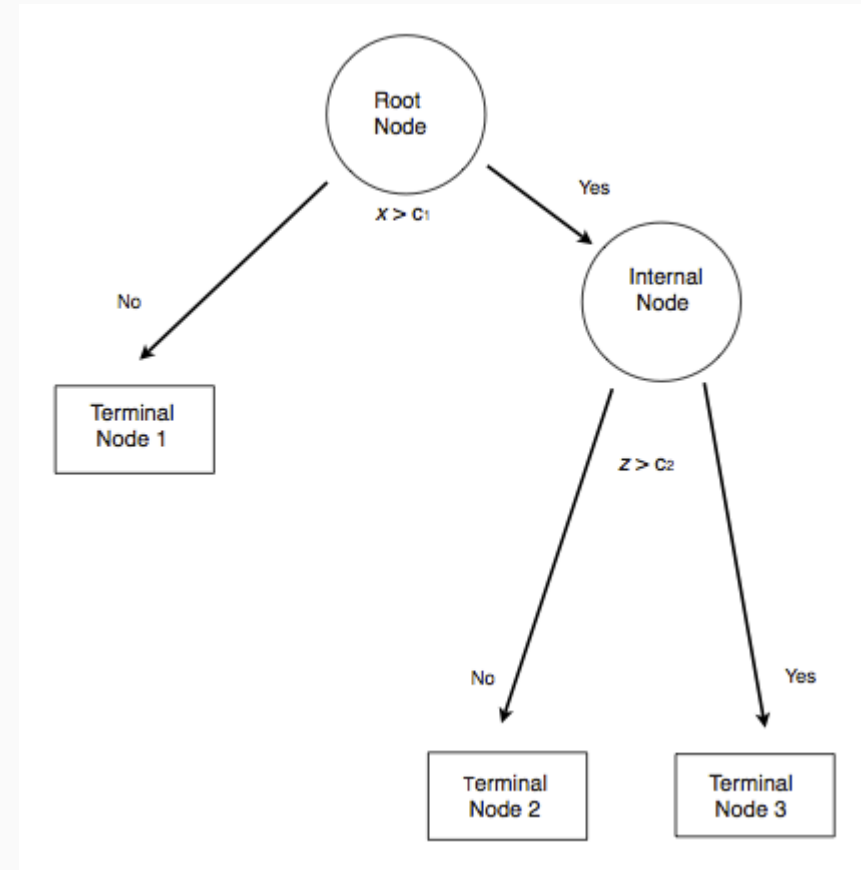 Root
Node
x > c₁
Yes
No
Internal
Node
Terminal
Node 1
z > c₂
No
Yes
Terminal
Node 2
Terminal
Node 3